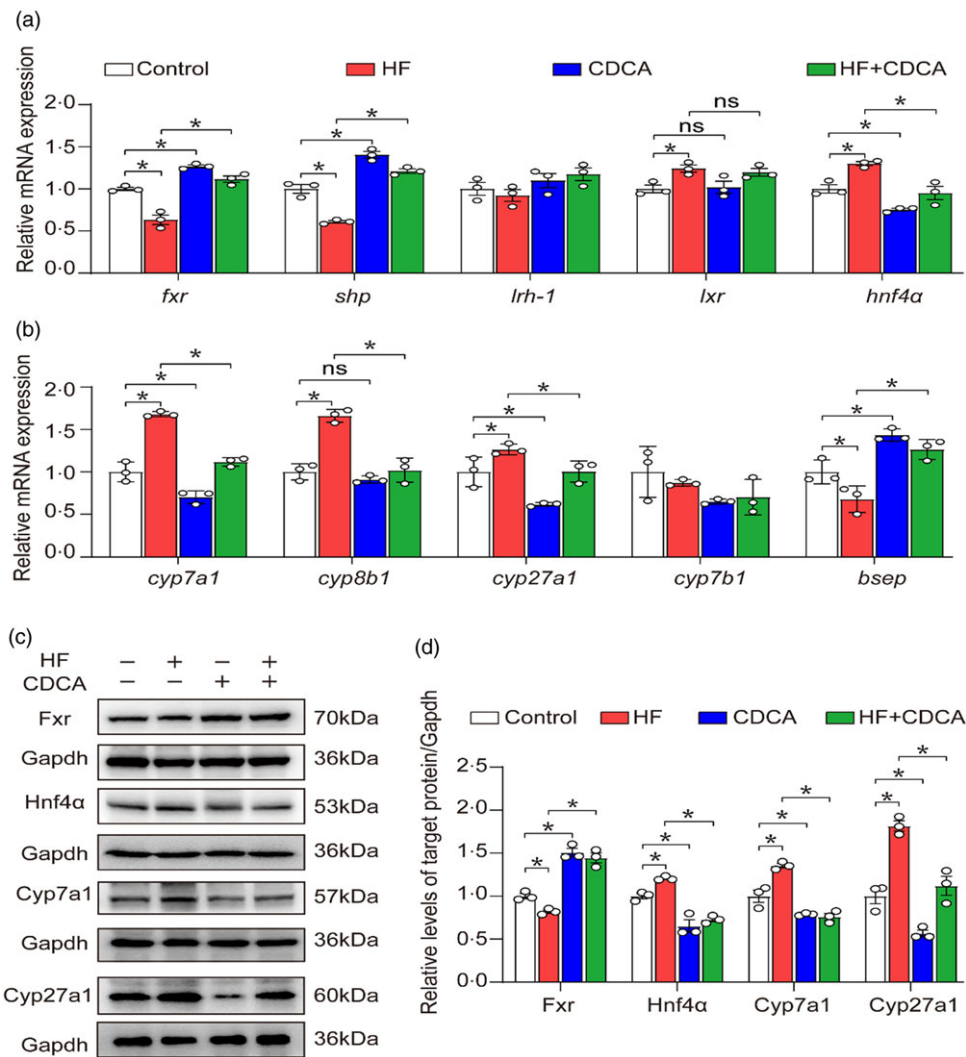 (a)
Control HF CDCA HF+CDCA
Relative mRNA expression
2·0
1·5
1·0
0·5
0·0
* * *
* * *
* ns ns
* * *
fxr shp lrh-1 lxr hnf4α
(b)
Relative mRNA expression
2·0
1·5
1·0
0·5
0·0
* * *
* ns *
* * *
* * *
cyp7a1 cyp8b1 cyp27a1 cyp7b1 bsep
(c)
HF – + – +
CDCA – – + +
Fxr 70kDa
Gapdh 36kDa
Hnf4α 53kDa
Gapdh 36kDa
Cyp7a1 57kDa
Gapdh 36kDa
Cyp27a1 60kDa
Gapdh 36kDa
(d)
Control HF CDCA HF+CDCA
Relative levels of target protein/Gapdh
2·5
2·0
1·5
1·0
0·5
0·0
* * *
* * *
* * *
* * *
Fxr Hnf4α Cyp7a1 Cyp27a1